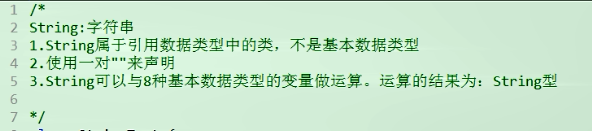 1 /*
2 String:字符串
3 1.String属于引用数据类型中的类，不是基本数据类型
4 2.使用一对""来声明
5 3.String可以与8种基本数据类型的变量做运算。运算的结果为：String型
6
7 */